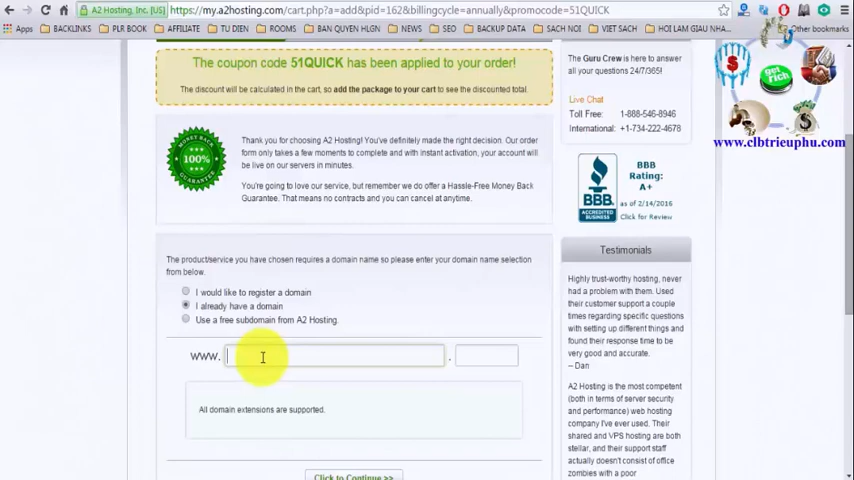 A2 Hosting, Inc. [US]
https://my.a2hosting.com/cart.php?a=add&pid=162&billingcycle=annually&promocode=51QUICK
Apps BACKLINKS PLR BOOK AFFILIATE TU DIEN ROOMS BAN QUYEN HLGN NEWS SEO BACKUP DATA SACH NOI VIET SACH HOI LAM GIAU NHA... Other bookmarks
The coupon code 51QUICK has been applied to your order!
The discount will be calculated in the cart, so add the package to your cart to see the discounted total.
100%
GUARANTEE
Thank you for choosing A2 Hosting! You've definitely made the right decision. Our order
form only takes a few moments to complete and with instant activation, your account will
be live on our servers in minutes.
You're going to love our service, but remember we do offer a Hassle-Free Money Back
Guarantee. That means no contracts and you can cancel at anytime.
The product/service you have chosen requires a domain name so please enter your domain name selection
from below.
I would like to register a domain
I already have a domain
Use a free subdomain from A2 Hosting.
www. .
All domain extensions are supported.
Click to Continue >>
The Guru Crew is here to answer
all your questions 24/7/365!
Live Chat
Toll Free: 1-888-546-8946
International: +1-734-222-4678
BBB
ACCREDITED
BUSINESS
BBB
Rating:
A+
as of 2/14/2016
Click for Review
Testimonials
Highly trust-worthy hosting, never
had a problem with them. Used
their customer support a couple
times regarding specific questions
with setting up different things and
found their response time to be
very good and accurate.
-- Dan
A2 Hosting is the most competent
(both in terms of server security
and performance) web hosting
company I've ever used. Their
shared and VPS hosting are both
stellar, and their support staff
actually doesn't consist of office
zombies with a poor
get
rich
www.clbtrieuphu.com